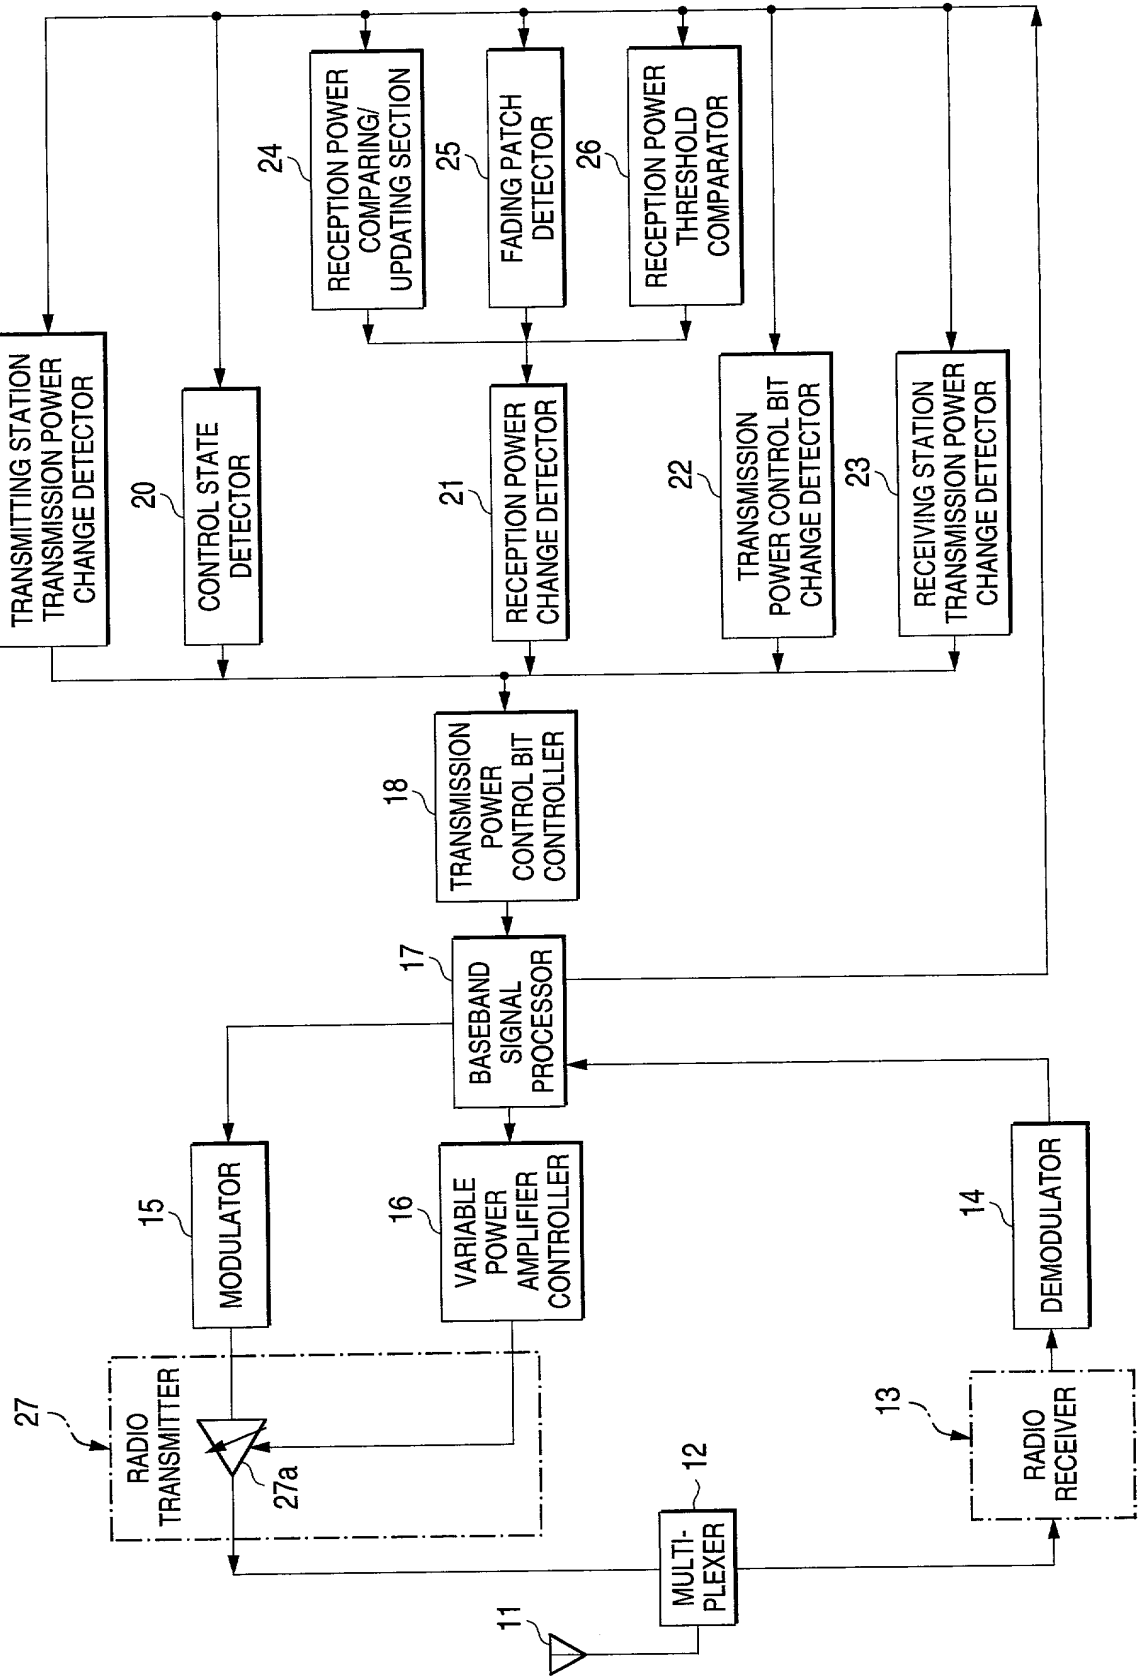 27
RADIO
TRANSMITTER
27a
11
MULTI-
PLEXER
12
13
RADIO
RECEIVER
15
MODULATOR
16
VARIABLE
POWER
AMPLIFIER
CONTROLLER
14
DEMODULATOR
17
BASEBAND
SIGNAL
PROCESSOR
18
TRANSMISSION
POWER
CONTROL BIT
CONTROLLER
TRANSMITTING STATION
TRANSMISSION POWER
CHANGE DETECTOR
20
CONTROL STATE
DETECTOR
21
RECEPTION POWER
CHANGE DETECTOR
22
TRANSMISSION
POWER CONTROL BIT
CHANGE DETECTOR
23
RECEIVING STATION
TRANSMISSION POWER
CHANGE DETECTOR
24
RECEPTION POWER
COMPARING/
UPDATING SECTION
25
FADING PATCH
DETECTOR
26
RECEPTION POWER
THRESHOLD
COMPARATOR